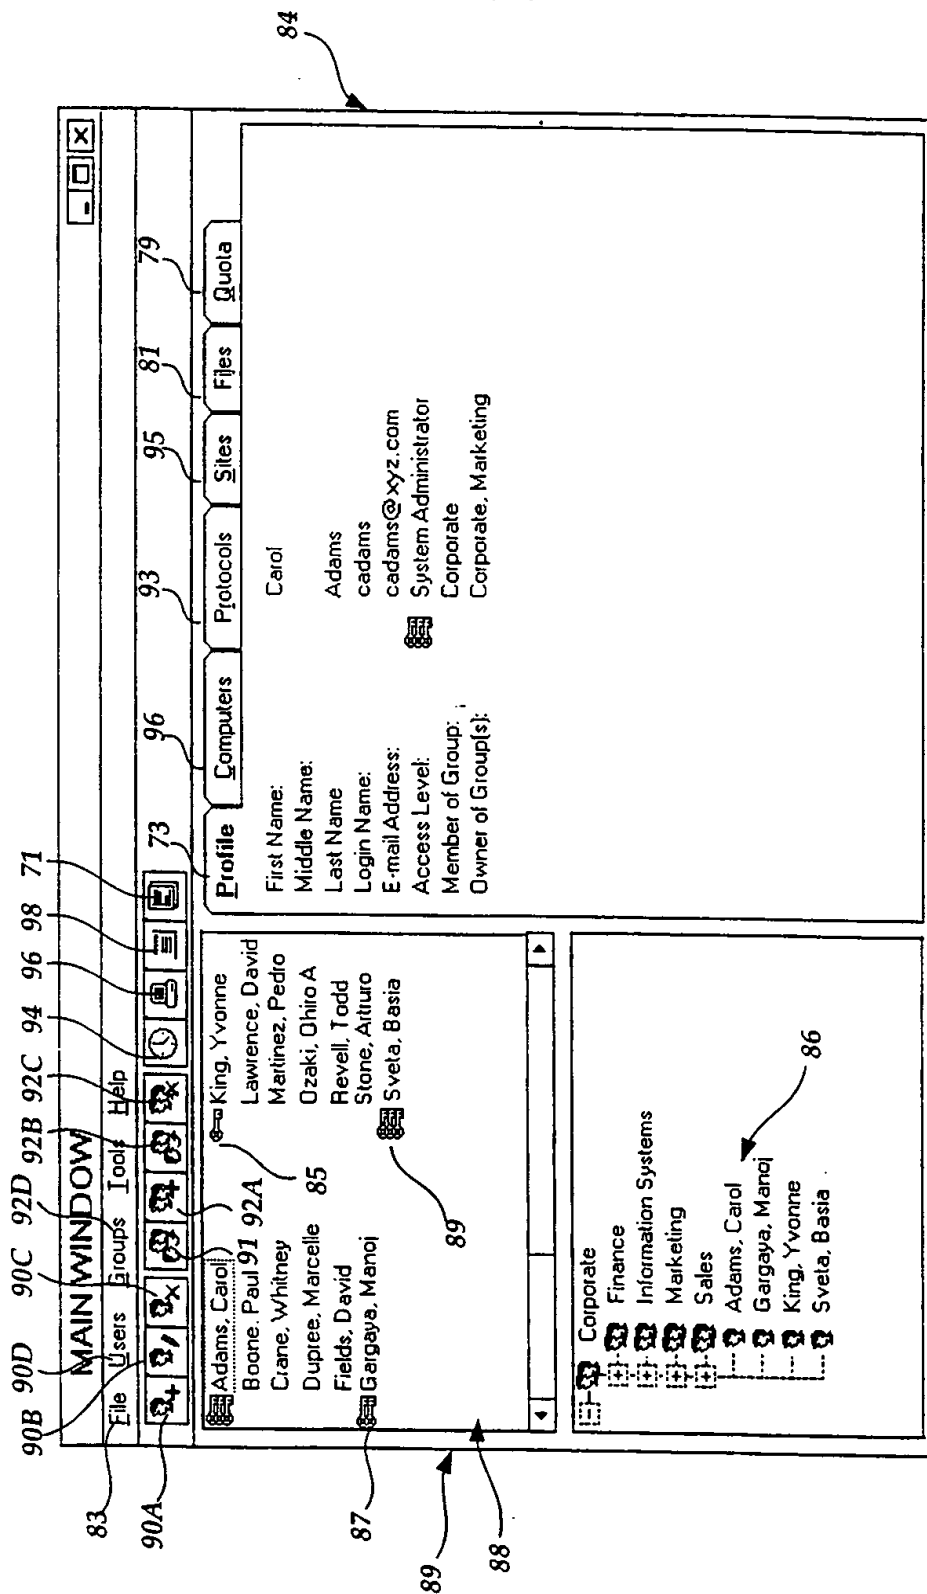 MAIN WINDOW
File Users Groups Tools Help
83
90A
90B
90D
90C
92D
92B
92C
94
96
98
71
91
92A
73
96
93
95
81
79
84
Adams, Carol
Boone. Paul
Crane, Whitney
Dupree, Marcelle
Fields, David
Gargaya, Manoj
King, Yvonne
Lawrence, David
Martinez, Pedro
Ozaki, Ohiro A
Revell, Todd
Stone, Artruro
Sveta, Basia
85
87
89
88
89
Corporate
Finance
Information Systems
Marketing
Sales
Adams, Carol
Gargaya, Manoj
King, Yvonne
Sveta, Basia
86
Profile Computers Protocols Sites Files Quota
First Name: Carol
Middle Name:
Last Name Adams
Login Name: cadams
E-mail Address: cadams@xyz.com
Access Level: System Administrator
Member of Group: Corporate
Owner of Group(s): Corporate, Marketing